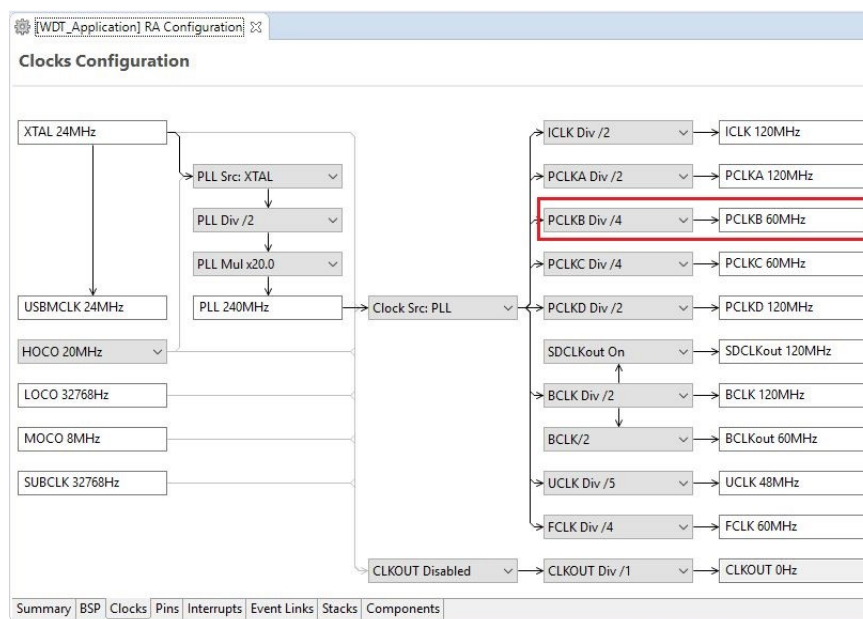 [WDT_Application] RA Configuration
Clocks Configuration
XTAL 24MHz
ICLK Div /2
ICLK 120MHz
PLL Src: XTAL
PCLKA Div /2
PCLKA 120MHz
PLL Div /2
PCLKB Div /4
PCLKB 60MHz
PLL Mul x20.0
PCLKC Div /4
PCLKC 60MHz
USBMCLK 24MHz
PLL 240MHz
Clock Src: PLL
PCLKD Div /2
PCLKD 120MHz
HOCO 20MHz
SDCLKout On
SDCLKout 120MHz
LOCO 32768Hz
BCLK Div /2
BCLK 120MHz
MOCO 8MHz
BCLK/2
BCLKout 60MHz
SUBCLK 32768Hz
UCLK Div /5
UCLK 48MHz
FCLK Div /4
FCLK 60MHz
CLKOUT Disabled
CLKOUT Div /1
CLKOUT 0Hz
Summary BSP Clocks Pins Interrupts Event Links Stacks Components